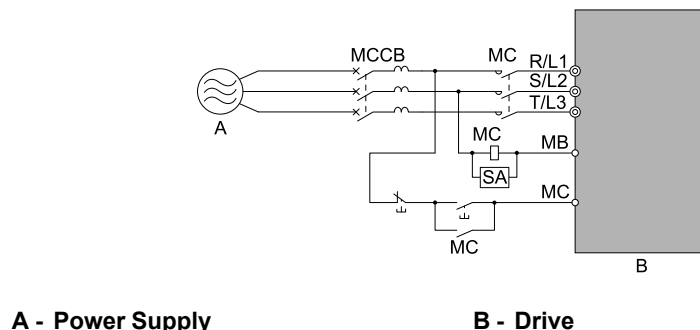 MCCB MC R/L1
S/L2
T/L3
A
MC MB
SA
MC
MC
B
A - Power Supply B - Drive